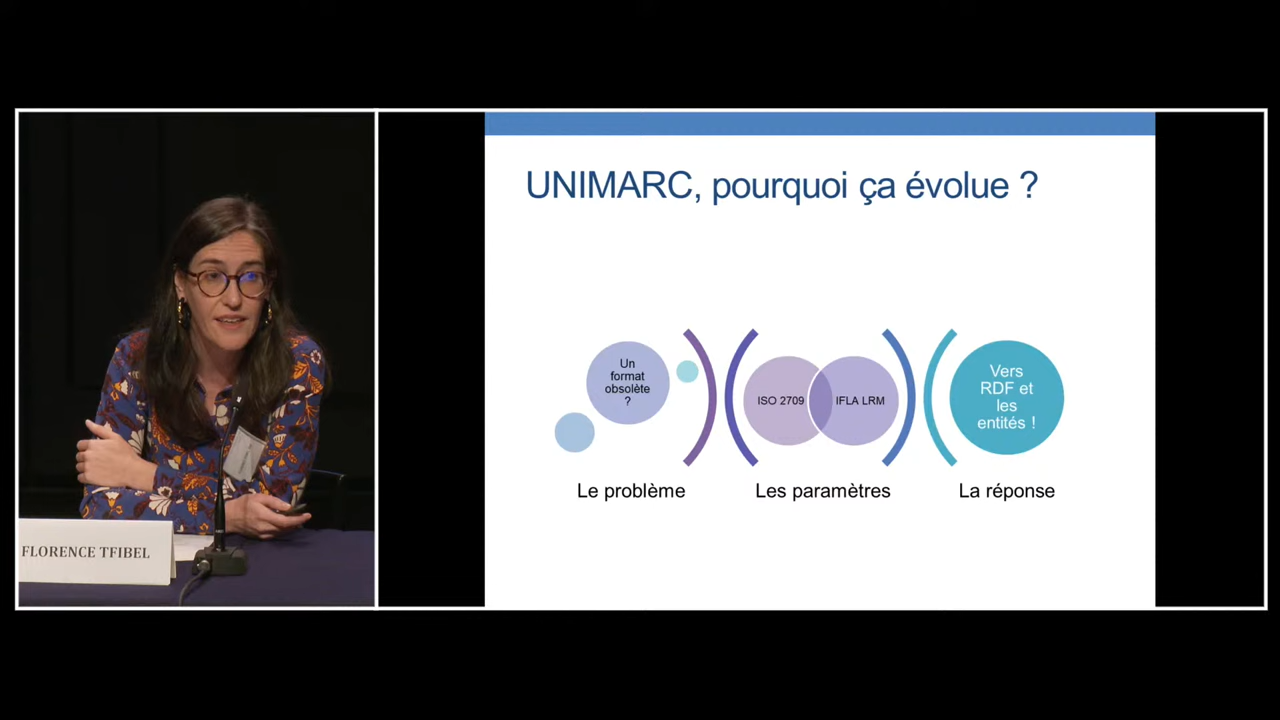 UNIMARC, pourquoi ça évolue ?
Un
format
obsolète
?
ISO 2709
IFLA LRM
Vers
RDF et
les
entités !
Le problème
Les paramètres
La réponse
FLORENCE TFIBEL